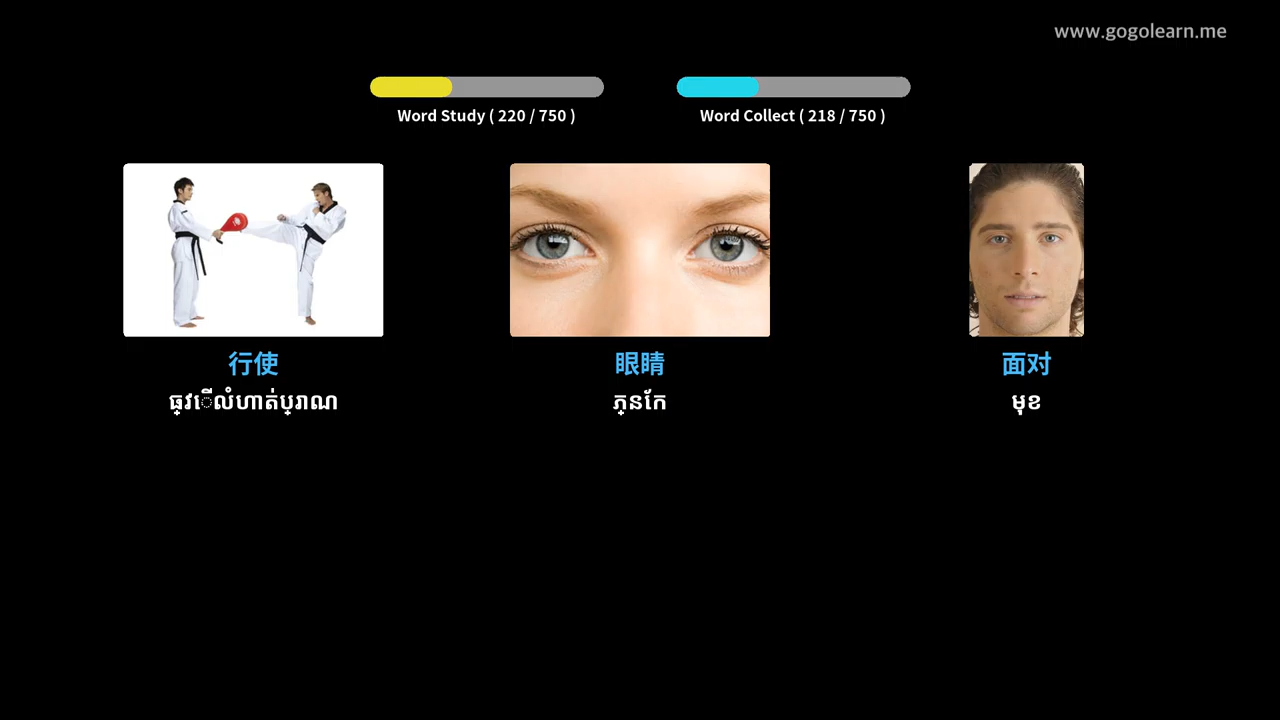 www.gogolearn.me
Word Study ( 220 / 750 )
Word Collect ( 218 / 750 )
行使
眼睛
面对
ធ្វើលំហាត់ប្រាណ
ភ្នែក
មុខ